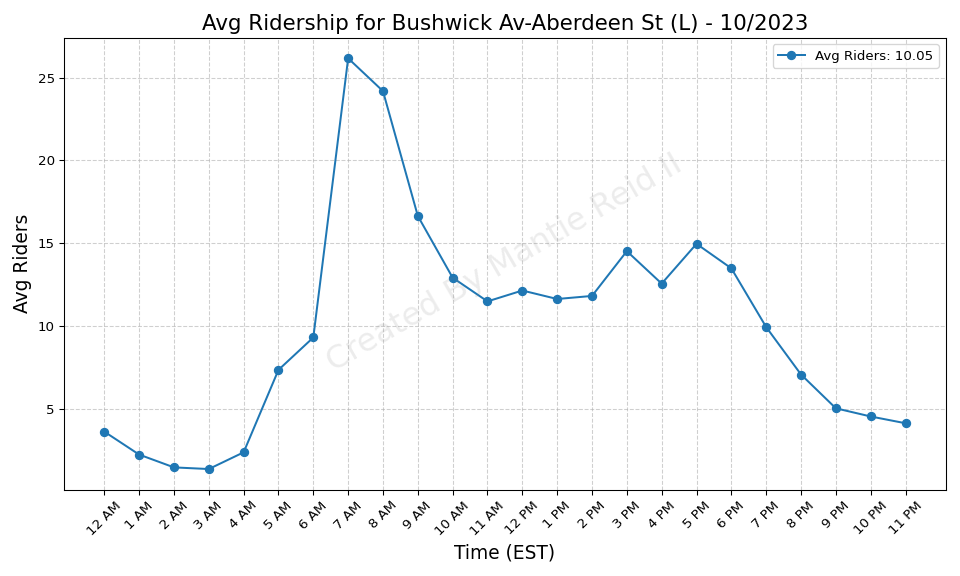 Avg Ridership for Bushwick Av-Aberdeen St (L) - 10/2023
Avg Riders: 10.05
Avg Riders
25
20
15
10
5
Created By Mantie Reid II
12 AM
1 AM
2 AM
3 AM
4 AM
5 AM
6 AM
7 AM
8 AM
9 AM
10 AM
11 AM
12 PM
1 PM
2 PM
3 PM
4 PM
5 PM
6 PM
7 PM
8 PM
9 PM
10 PM
11 PM
Time (EST)